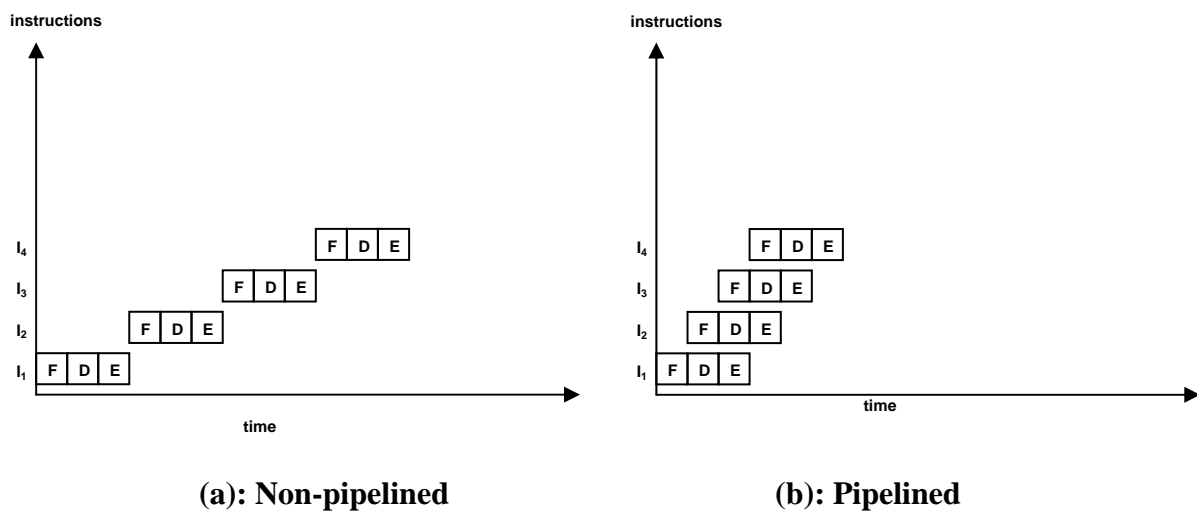 instructions
I4 F D E
I3 F D E
I2 F D E
I1 F D E
time
(a): Non-pipelined
instructions
I4 F D E
I3 F D E
I2 F D E
I1 F D E
time
(b): Pipelined